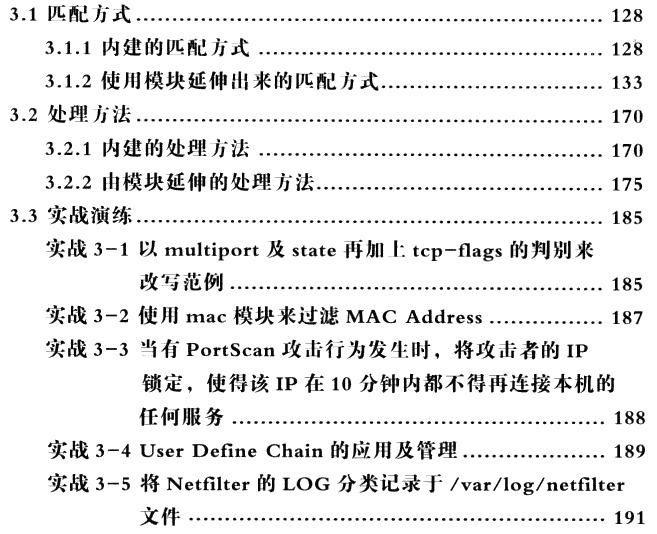 3.1 匹配方式 ........................................ 128
3.1.1 内建的匹配方式 ........................................ 128
3.1.2 使用模块延伸出来的匹配方式 ........................................ 133
3.2 处理方法 ........................................ 170
3.2.1 内建的处理方法 ........................................ 170
3.2.2 由模块延伸的处理方法 ........................................ 175
3.3 实战演练 ........................................ 185
实战 3-1 以 multiport 及 state 再加上 tcp-flags 的判别来
改写范例 ........................................ 185
实战 3-2 使用 mac 模块来过滤 MAC Address ................ 187
实战 3-3 当有 PortScan 攻击行为发生时，将攻击者的 IP
锁定，使得该 IP 在 10 分钟内都不得再连接本机的
任何服务 ........................................ 188
实战 3-4 User Define Chain 的应用及管理 .................... 189
实战 3-5 将 Netfilter 的 LOG 分类记录于 /var/log/netfilter
文件 ........................................ 191